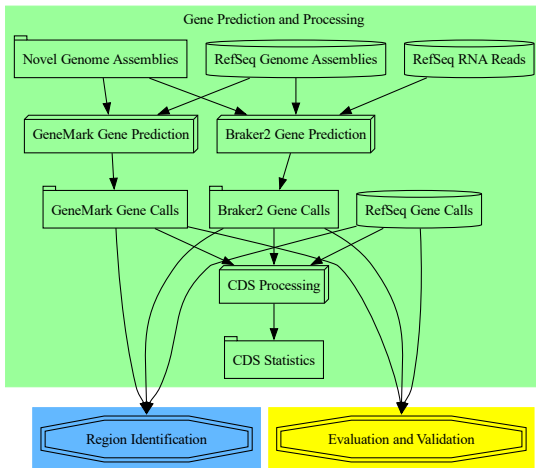 Gene Prediction and Processing
Novel Genome Assemblies
RefSeq Genome Assemblies
RefSeq RNA Reads
GeneMark Gene Prediction
Braker2 Gene Prediction
GeneMark Gene Calls
Braker2 Gene Calls
RefSeq Gene Calls
CDS Processing
CDS Statistics
Region Identification
Evaluation and Validation